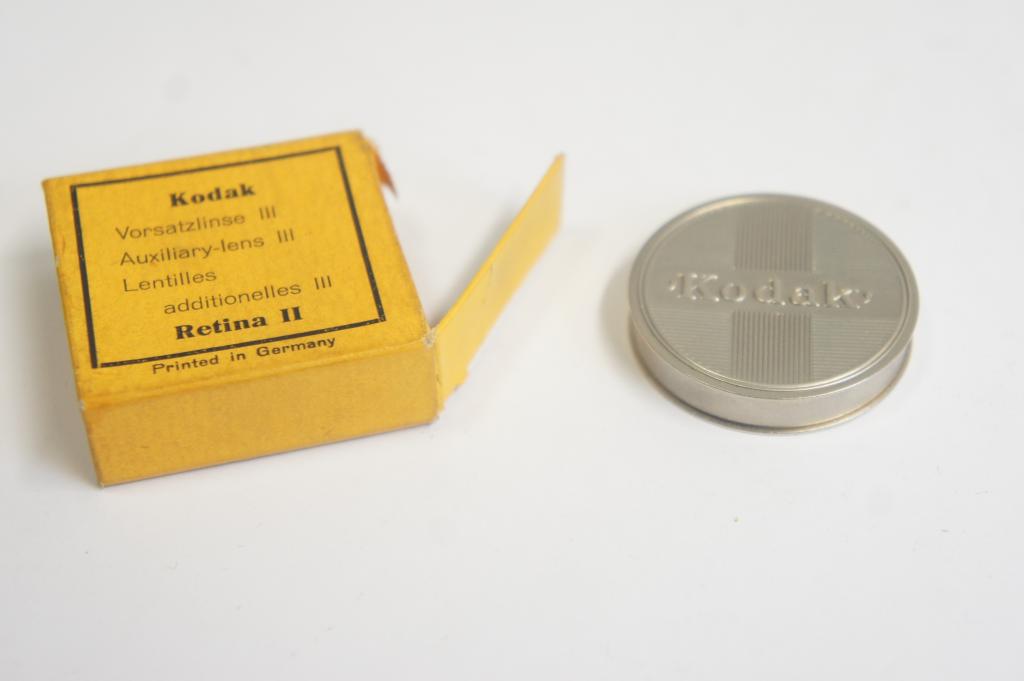 Kodak
Vorsatzlinse III
Auxiliary-lens III
Lentilles
additionelles III
Retina II
Printed in Germany
Kodak